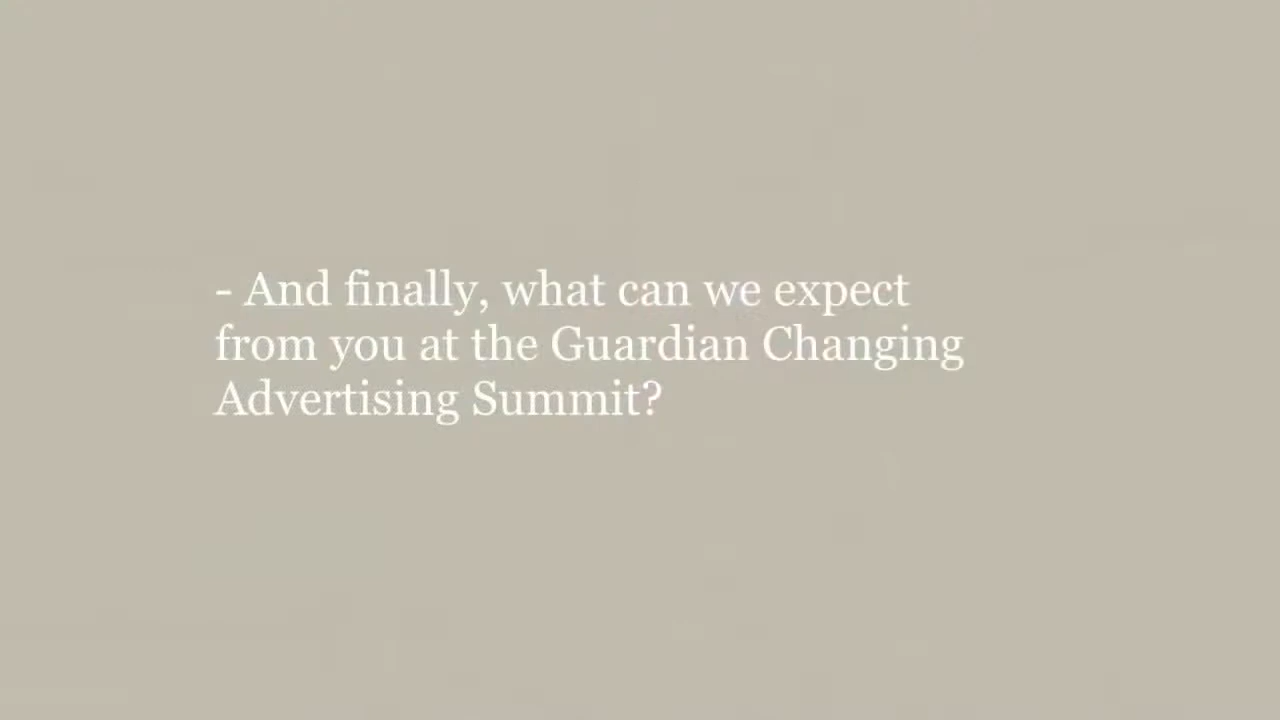 - And finally, what can we expect
from you at the Guardian Changing
Advertising Summit?